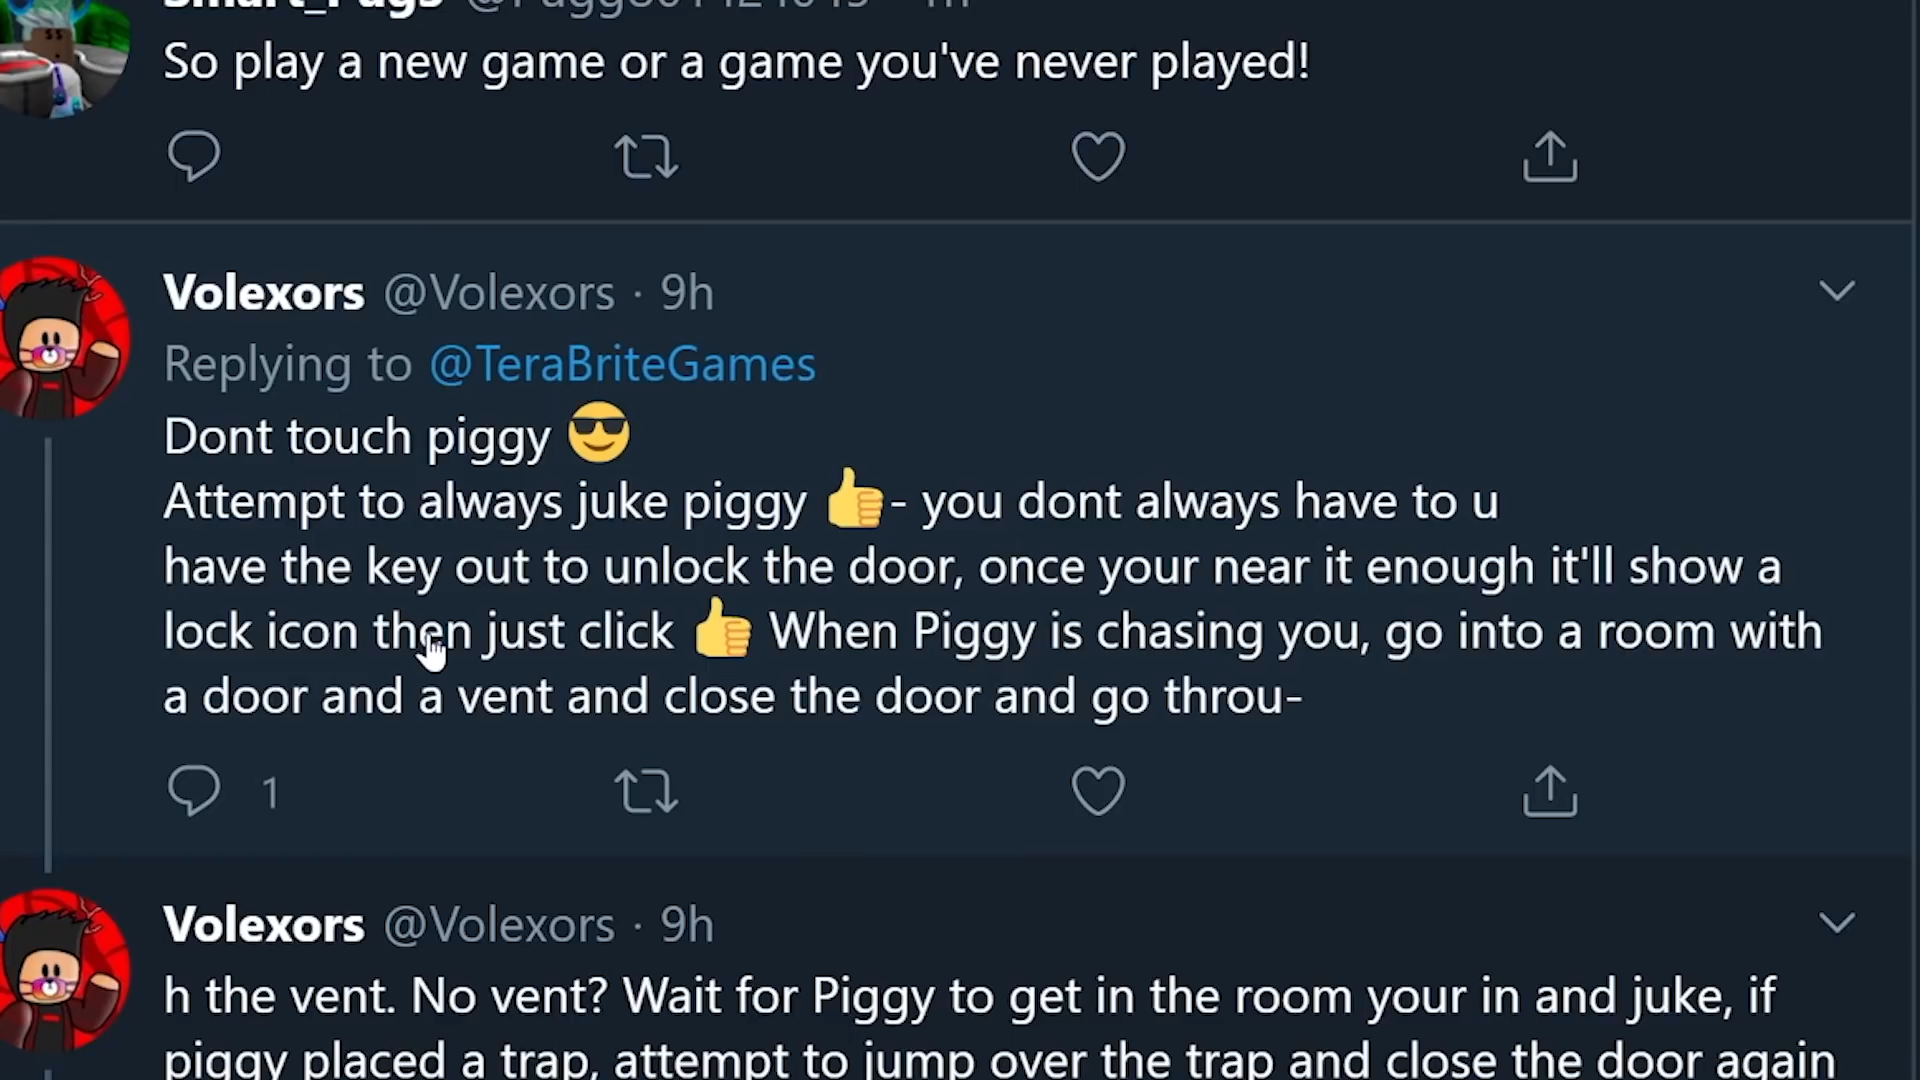 So play a new game or a game you've never played!
Volexors @Volexors · 9h
Replying to @TeraBriteGames
Dont touch piggy 😎
Attempt to always juke piggy 👍- you dont always have to u
have the key out to unlock the door, once your near it enough it'll show a
lock icon then just click 👍 When Piggy is chasing you, go into a room with
a door and a vent and close the door and go throu-
1
Volexors @Volexors · 9h
h the vent. No vent? Wait for Piggy to get in the room your in and juke, if
piggy placed a trap, attempt to jump over the trap and close the door again